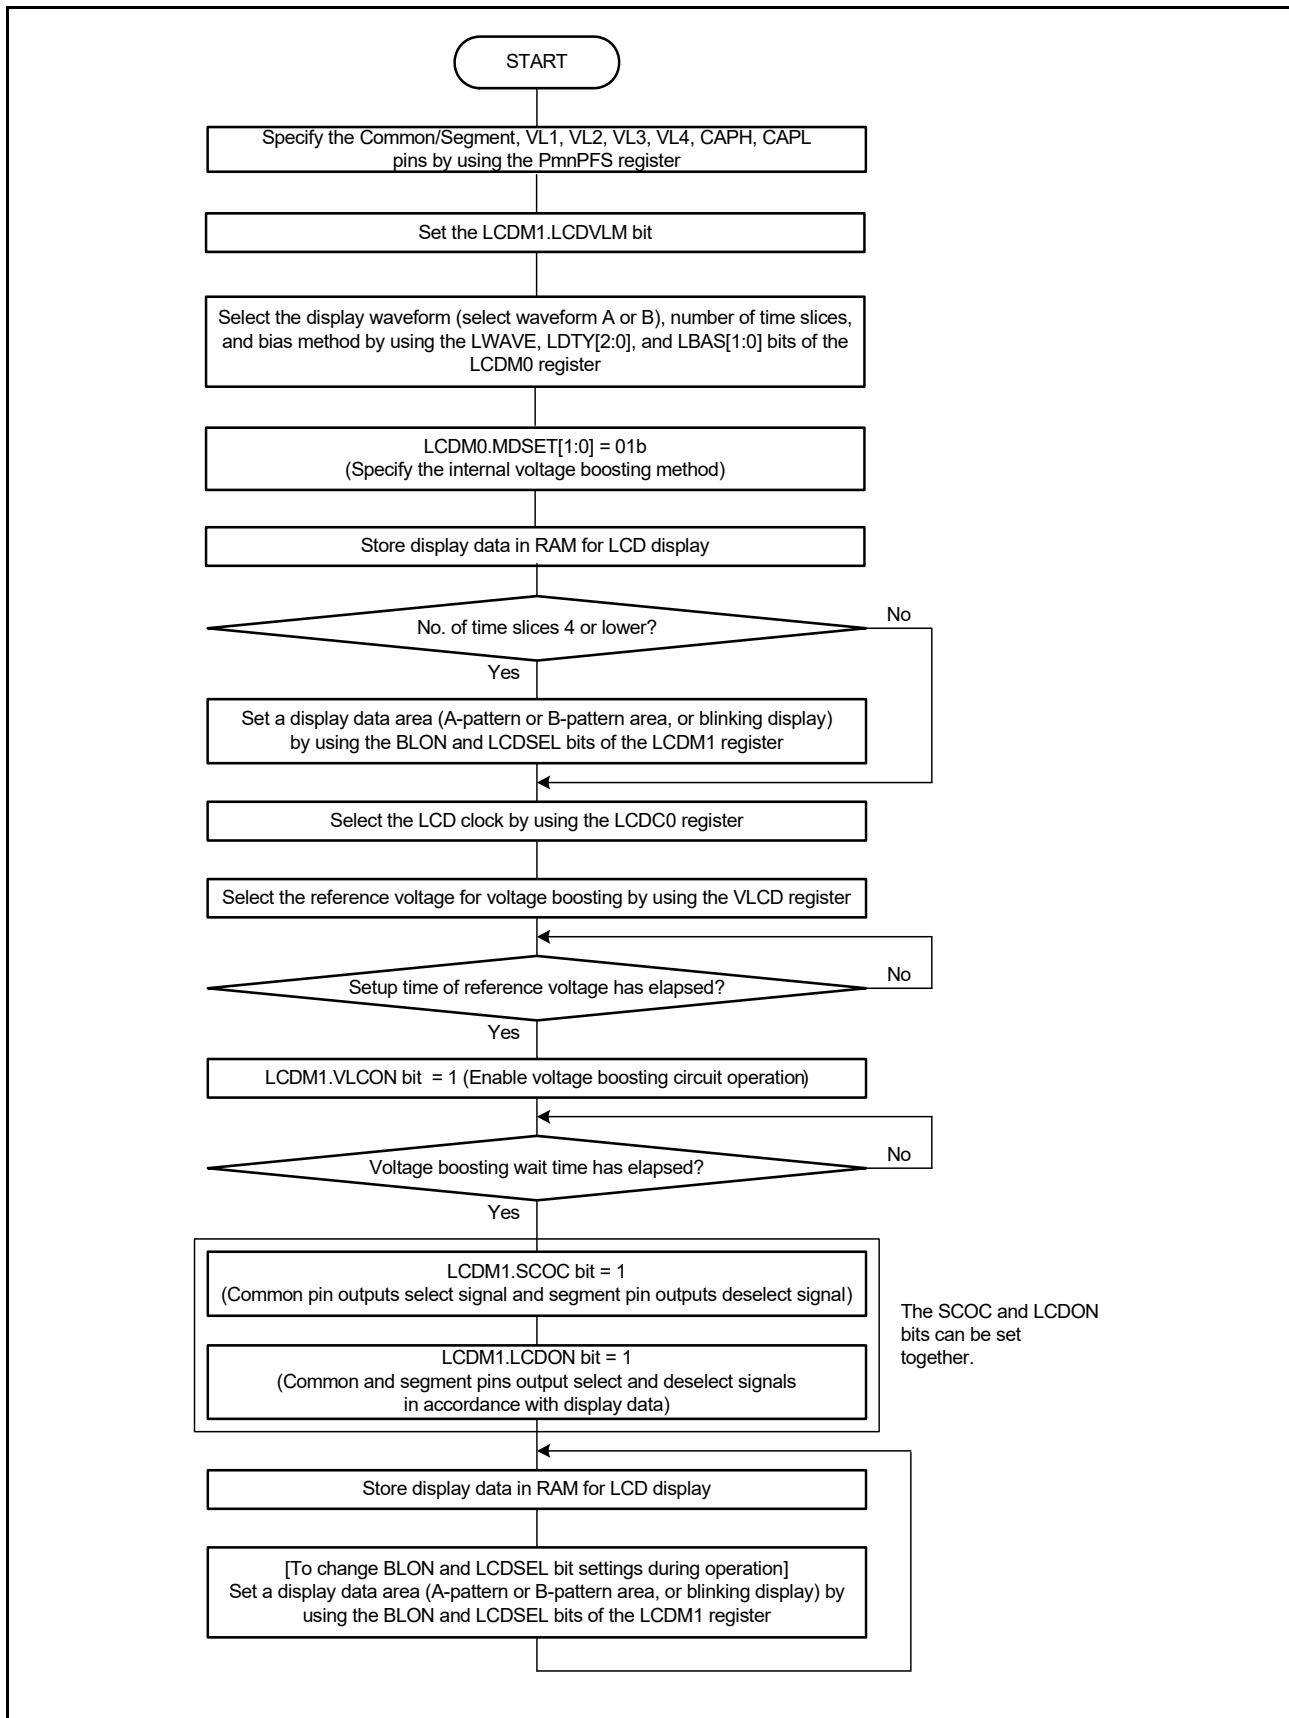 START
Specify the Common/Segment, VL1, VL2, VL3, VL4, CAPH, CAPL
pins by using the PmnPFS register
Set the LCDM1.LCDVLM bit
Select the display waveform (select waveform A or B), number of time slices,
and bias method by using the LWAVE, LDTY[2:0], and LBAS[1:0] bits of the
LCDM0 register
LCDM0.MDSET[1:0] = 01b
(Specify the internal voltage boosting method)
Store display data in RAM for LCD display
No. of time slices 4 or lower?
No
Yes
Set a display data area (A-pattern or B-pattern area, or blinking display)
by using the BLON and LCDSEL bits of the LCDM1 register
Select the LCD clock by using the LCDC0 register
Select the reference voltage for voltage boosting by using the VLCD register
Setup time of reference voltage has elapsed?
No
Yes
LCDM1.VLCON bit = 1 (Enable voltage boosting circuit operation)
Voltage boosting wait time has elapsed?
No
Yes
LCDM1.SCOC bit = 1
(Common pin outputs select signal and segment pin outputs deselect signal)
The SCOC and LCDON
bits can be set
together.
LCDM1.LCDON bit = 1
(Common and segment pins output select and deselect signals
in accordance with display data)
Store display data in RAM for LCD display
[To change BLON and LCDSEL bit settings during operation]
Set a display data area (A-pattern or B-pattern area, or blinking display) by
using the BLON and LCDSEL bits of the LCDM1 register